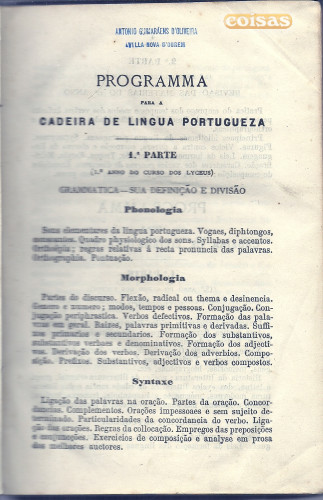 coisas
ANTONIO GUIMARÃES D'OLIVEIRA
VILLA NOVA D'OUREM
PROGRAMMA
PARA A
CADEIRA DE LINGUA PORTUGUEZA
1.ª PARTE
(1.º ANNO DO CURSO DOS LYCEUS)
GRAMMATICA—SUA DEFINIÇÃO E DIVISÃO
Phonologia
Sons elementares da lingua portugueza. Vogaes, diphtongos,
consoantes. Quadro physiologico dos sons. Syllabas e accentos.
Orthoepia; regras relativas á recta pronuncia das palavras.
Orthographia. Pontuação.
Morphologia
Partes do discurso. Flexão, radical ou thema e desinencia.
Genero e numero; modos, tempos e pessoas. Conjugação. Conju-
gação periphrastica. Verbos defectivos. Formação das pala-
vras em geral. Raizes, palavras primitivas e derivadas. Suffi-
xos primarios e secundarios. Formação dos substantivos,
substantivos verbaes e denominativos. Formação dos adjecti-
vos. Derivação dos verbos. Derivação dos adverbios. Compo-
sição. Prefixos. Substantivos, adjectivos e verbos compostos.
Syntaxe
Ligação das palavras na oração. Partes da oração. Concor-
dancias. Complementos. Orações impessoaes e sem sujeito de-
terminado. Particularidades da concordancia do verbo. Liga-
ção das orações. Regras da collocação. Empregos das preposições
e conjuncções. Exercicios de composição e analyse em prosa
dos melhores auctores.